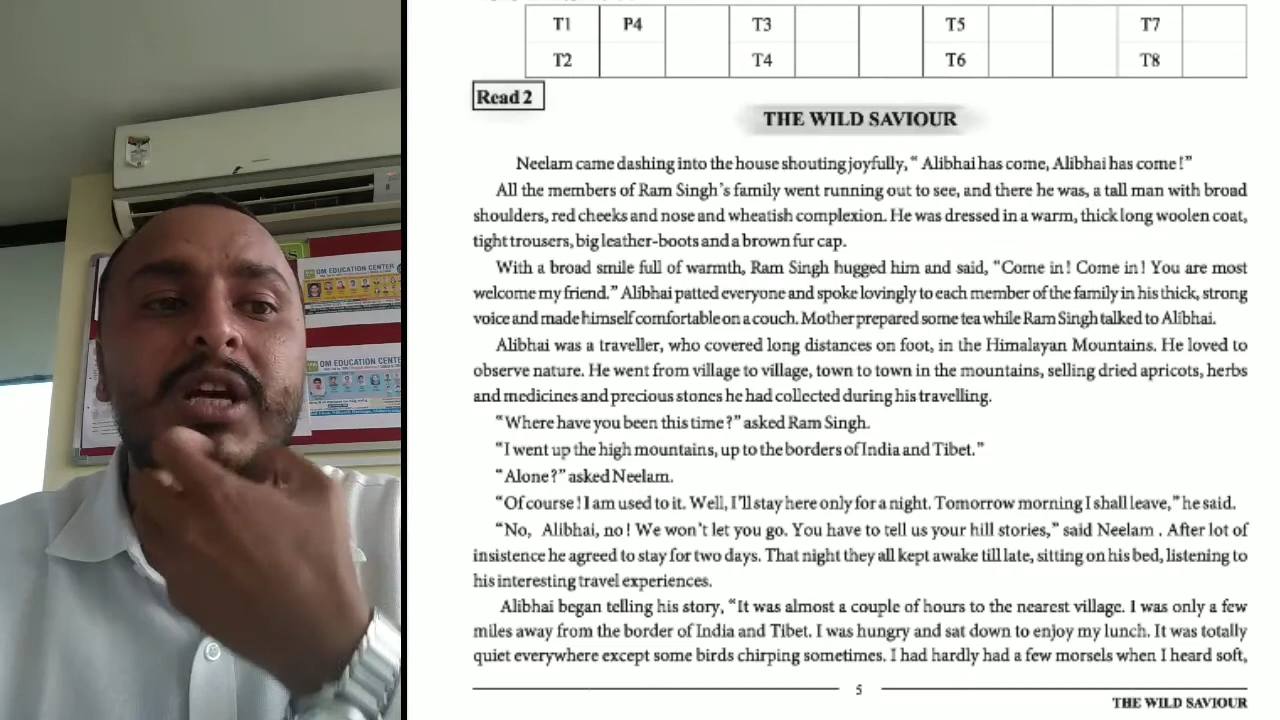 T1 P4 T3 T5 T7
T2 T4 T6 T8
Read 2
THE WILD SAVIOUR
Neelam came dashing into the house shouting joyfully, “ Alibhai has come, Alibhai has come !”
All the members of Ram Singh’s family went running out to see, and there he was, a tall man with broad
shoulders, red cheeks and nose and wheatish complexion. He was dressed in a warm, thick long woolen coat,
tight trousers, big leather-boots and a brown fur cap.
With a broad smile full of warmth, Ram Singh hugged him and said, “Come in ! Come in ! You are most
welcome my friend.” Alibhai patted everyone and spoke lovingly to each member of the family in his thick, strong
voice and made himself comfortable on a couch. Mother prepared some tea while Ram Singh talked to Alibhai.
Alibhai was a traveller, who covered long distances on foot, in the Himalayan Mountains. He loved to
observe nature. He went from village to village, town to town in the mountains, selling dried apricots, herbs
and medicines and precious stones he had collected during his travelling.
“Where have you been this time ?” asked Ram Singh.
“I went up the high mountains, up to the borders of India and Tibet.”
“Alone ?” asked Neelam.
“Of course ! I am used to it. Well, I’ll stay here only for a night. Tomorrow morning I shall leave,” he said.
“No, Alibhai, no ! We won’t let you go. You have to tell us your hill stories,” said Neelam . After lot of
insistence he agreed to stay for two days. That night they all kept awake till late, sitting on his bed, listening to
his interesting travel experiences.
Alibhai began telling his story, “It was almost a couple of hours to the nearest village. I was only a few
miles away from the border of India and Tibet. I was hungry and sat down to enjoy my lunch. It was totally
quiet everywhere except some birds chirping sometimes. I had hardly had a few morsels when I heard soft,
5
THE WILD SAVIOUR
OM EDUCATION CENTER
OM EDUCATION CENTER